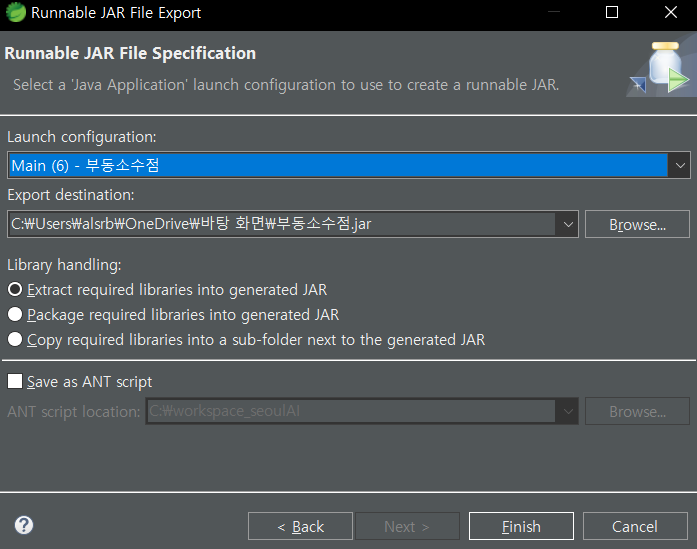 Runnable JAR File Export
Runnable JAR File Specification
Select a 'Java Application' launch configuration to use to create a runnable JAR.
Launch configuration:
Main (6) - 부동소수점
Export destination:
C:₩Users₩alsrb₩OneDrive₩바탕 화면₩부동소수점.jar
Browse...
Library handling:
Extract required libraries into generated JAR
Package required libraries into generated JAR
Copy required libraries into a sub-folder next to the generated JAR
Save as ANT script
ANT script location: C:₩workspace_seoulAI Browse...
? < Back Next > Finish Cancel